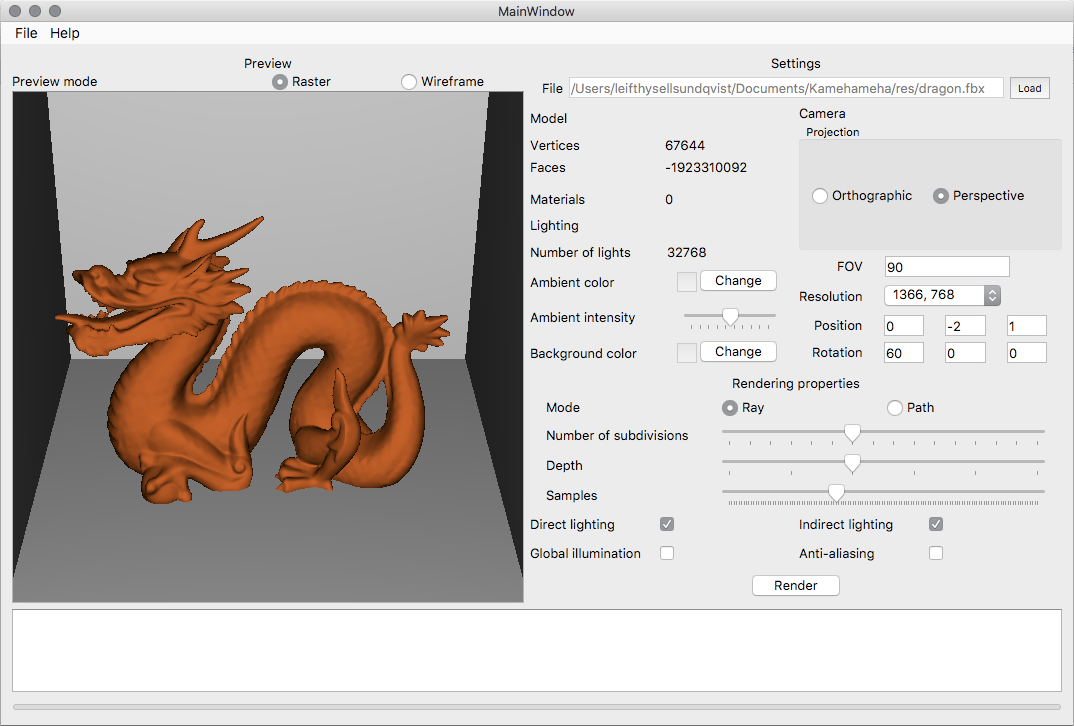 MainWindow
File Help
Preview
Preview mode Raster Wireframe
Settings
File /Users/leifthysellsundqvist/Documents/Kamehameha/res/dragon.fbx Load
Model
Vertices 67644
Faces -1923310092
Materials 0
Lighting
Number of lights 32768
Ambient color Change
Ambient intensity
Background color Change
Camera
Projection
Orthographic Perspective
FOV 90
Resolution 1366, 768
Position 0 -2 1
Rotation 60 0 0
Rendering properties
Mode Ray Path
Number of subdivisions
Depth
Samples
Direct lighting Indirect lighting
Global illumination Anti-aliasing
Render